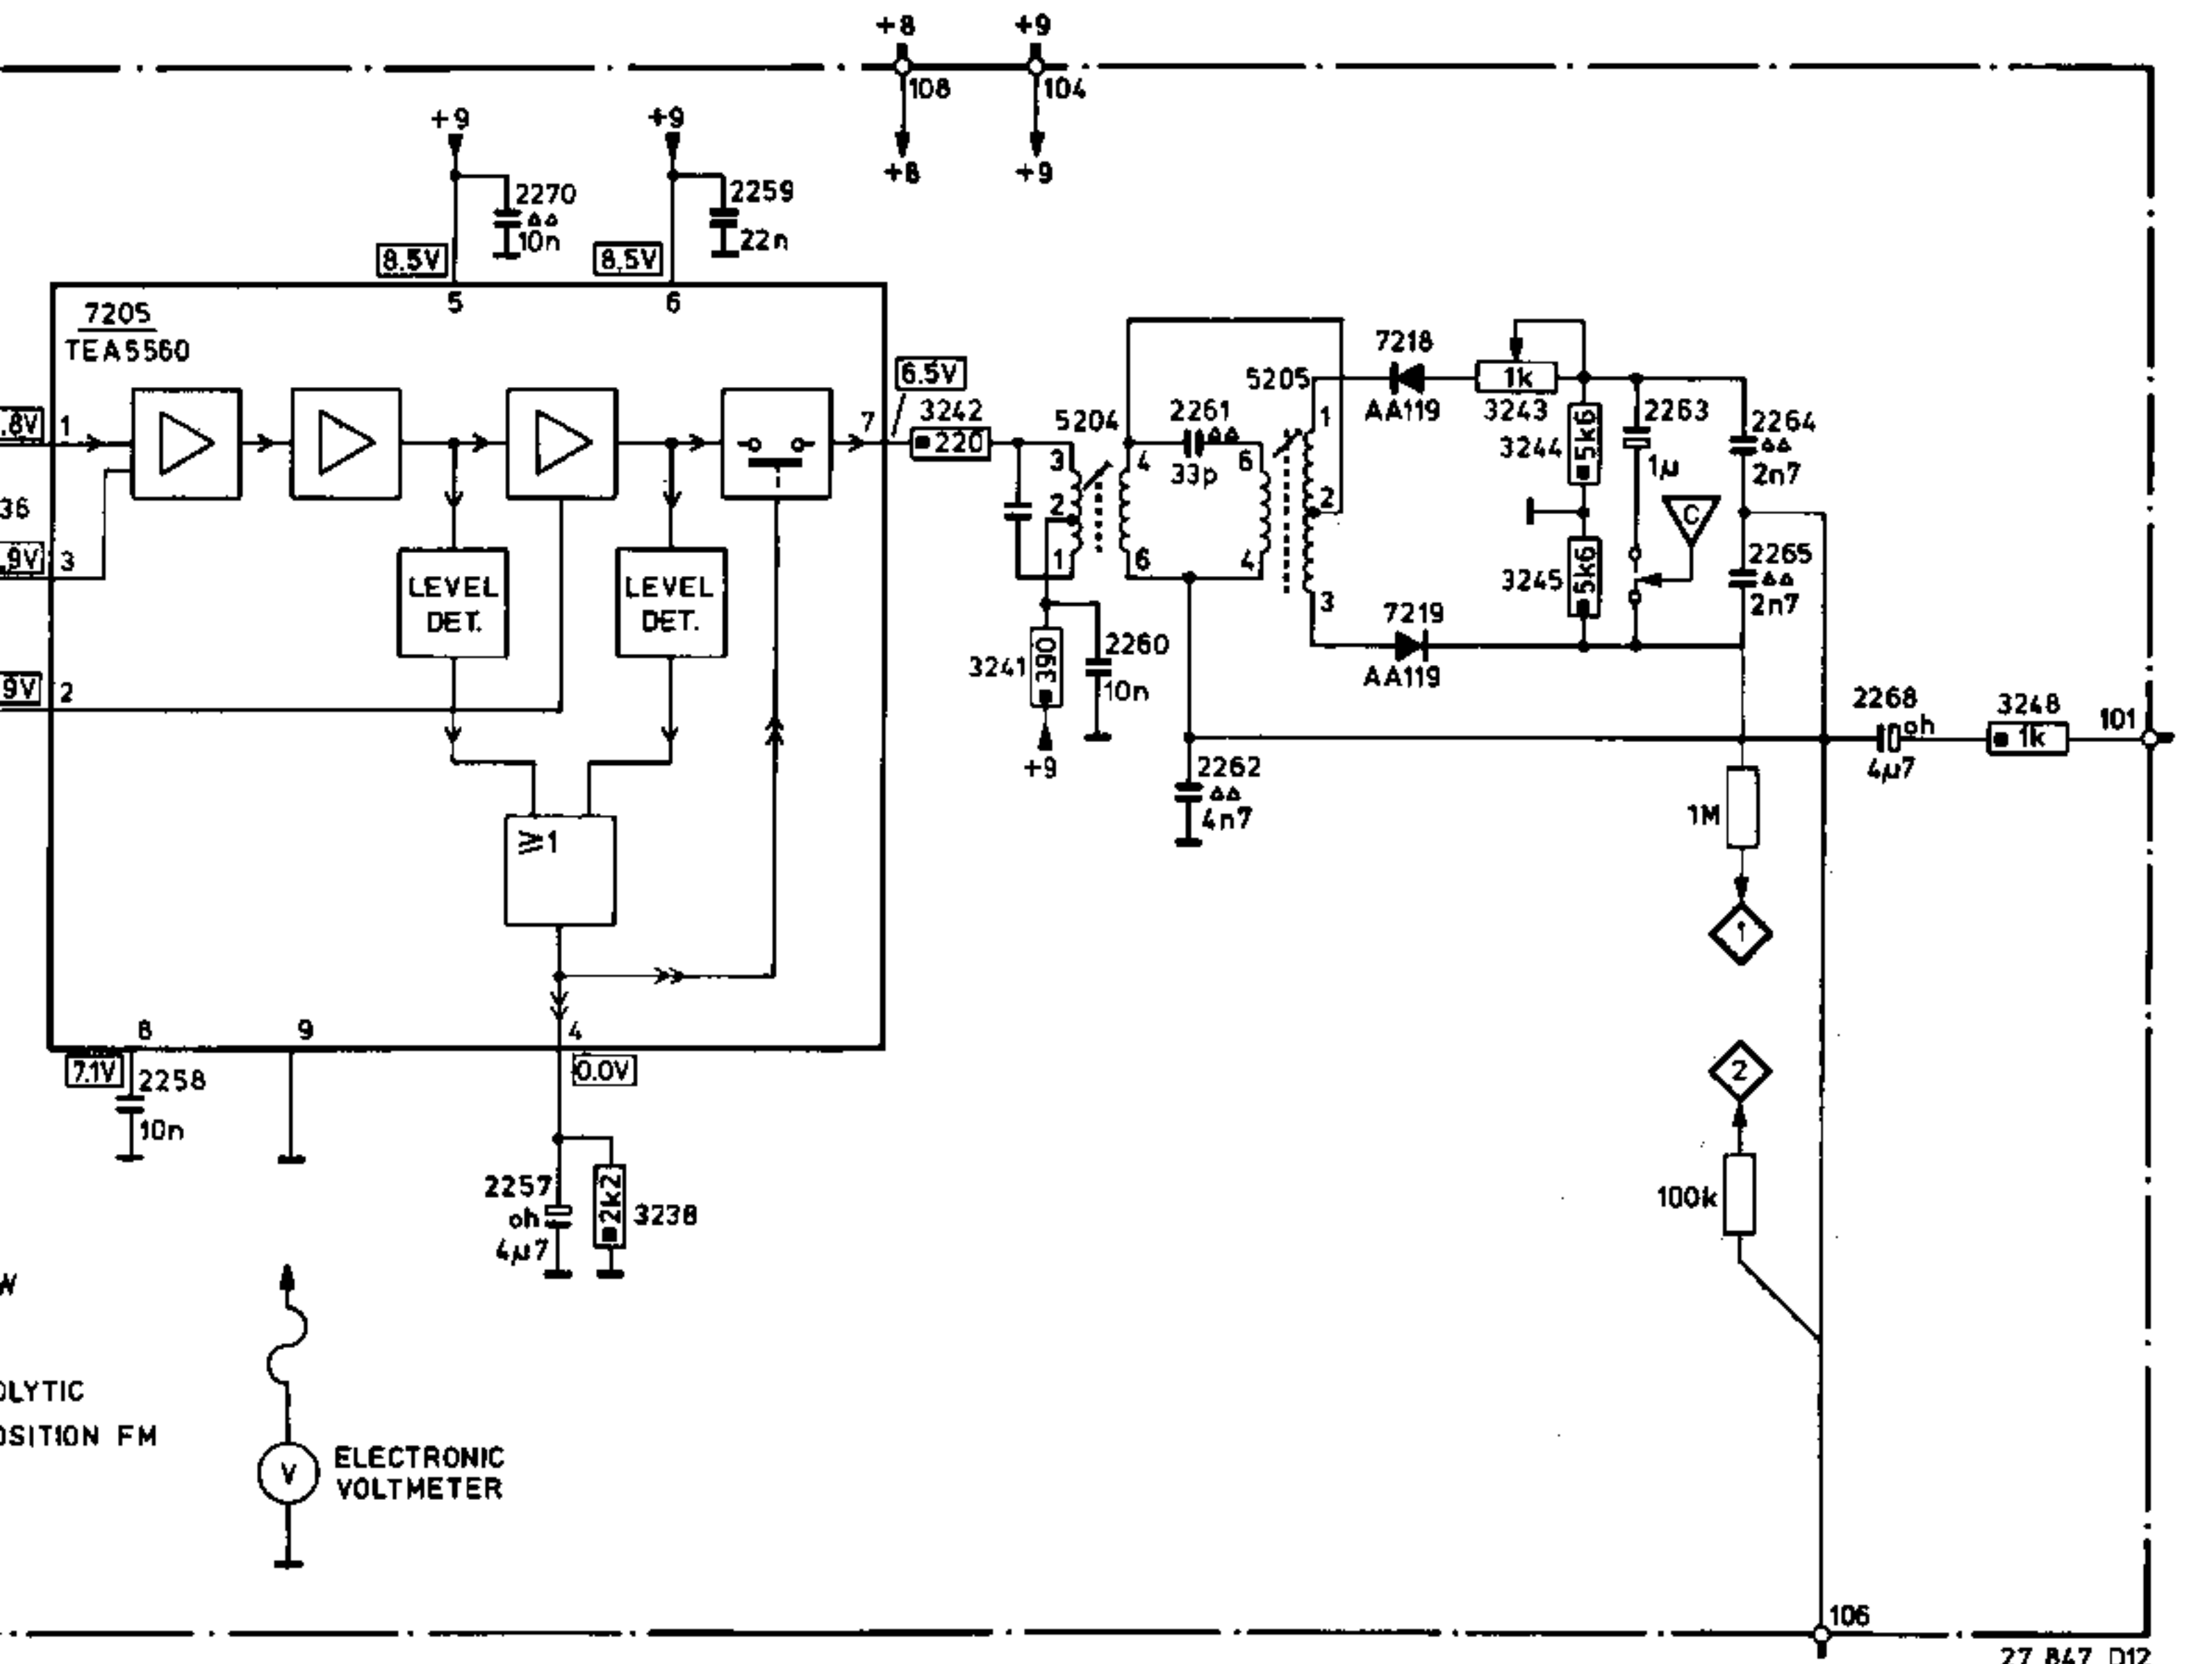 +8
+9
108
104
+8
+9
+9
+9
2270
10n
2259
22n
8.5V
8,5V
5
6
7205
TEA5560
.8V
1
36
.9V
3
9V
2
LEVEL
DET.
LEVEL
DET.
≥1
7
6.5V
3242
220
5204
3
2
1
4
6
2261
33p
6
4
5205
1
2
3
7218
AA119
1k
3243
3244
5k6
3245
5k6
2263
1µ
C
2264
2n7
2265
2n7
7219
AA119
3241
390
2260
10n
+9
2262
4n7
2268
oh
4µ7
3248
1k
101
1M
1
2
100k
8
9
4
7.1V
2258
10n
0.0V
2257
oh
4µ7
2k2
3238
W
OLYTIC
OSITION FM
V
ELECTRONIC
VOLTMETER
106
27 847 D12